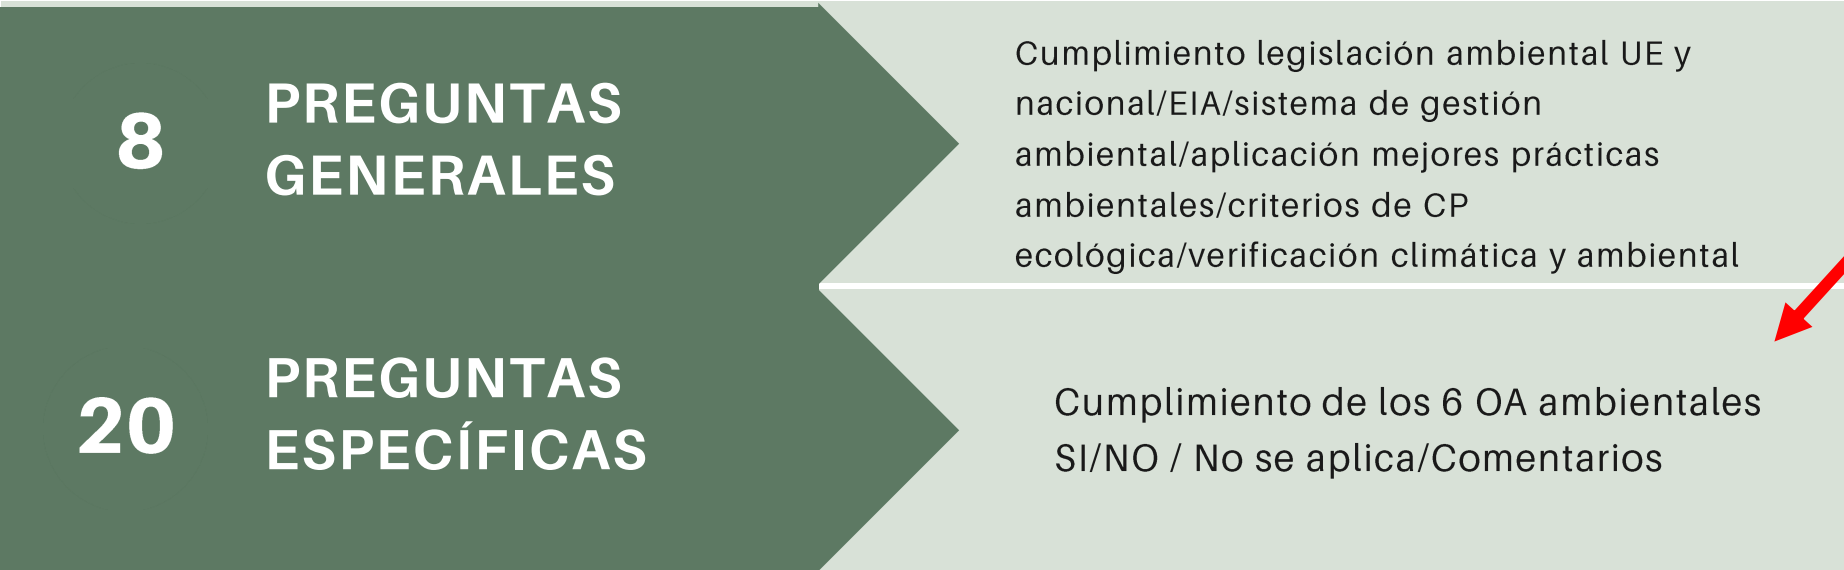 8
PREGUNTAS
GENERALES
Cumplimiento legislación ambiental UE y
nacional/EIA/sistema de gestión
ambiental/aplicación mejores prácticas
ambientales/criterios de CP
ecológica/verificación climática y ambiental
20
PREGUNTAS
ESPECÍFICAS
Cumplimiento de los 6 OA ambientales
SI/NO / No se aplica/Comentarios